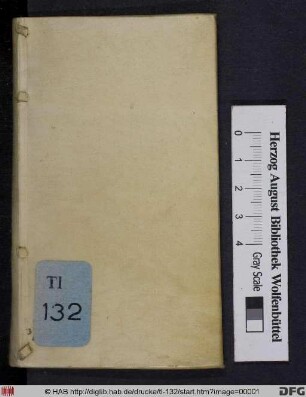 TI
132
Herzog August Bibliothek Wolfenbüttel
0 1 2 3 4
Gray Scale
© HAB http://diglib.hab.de/drucke/ti-132/start.htm?image=00001
DFG